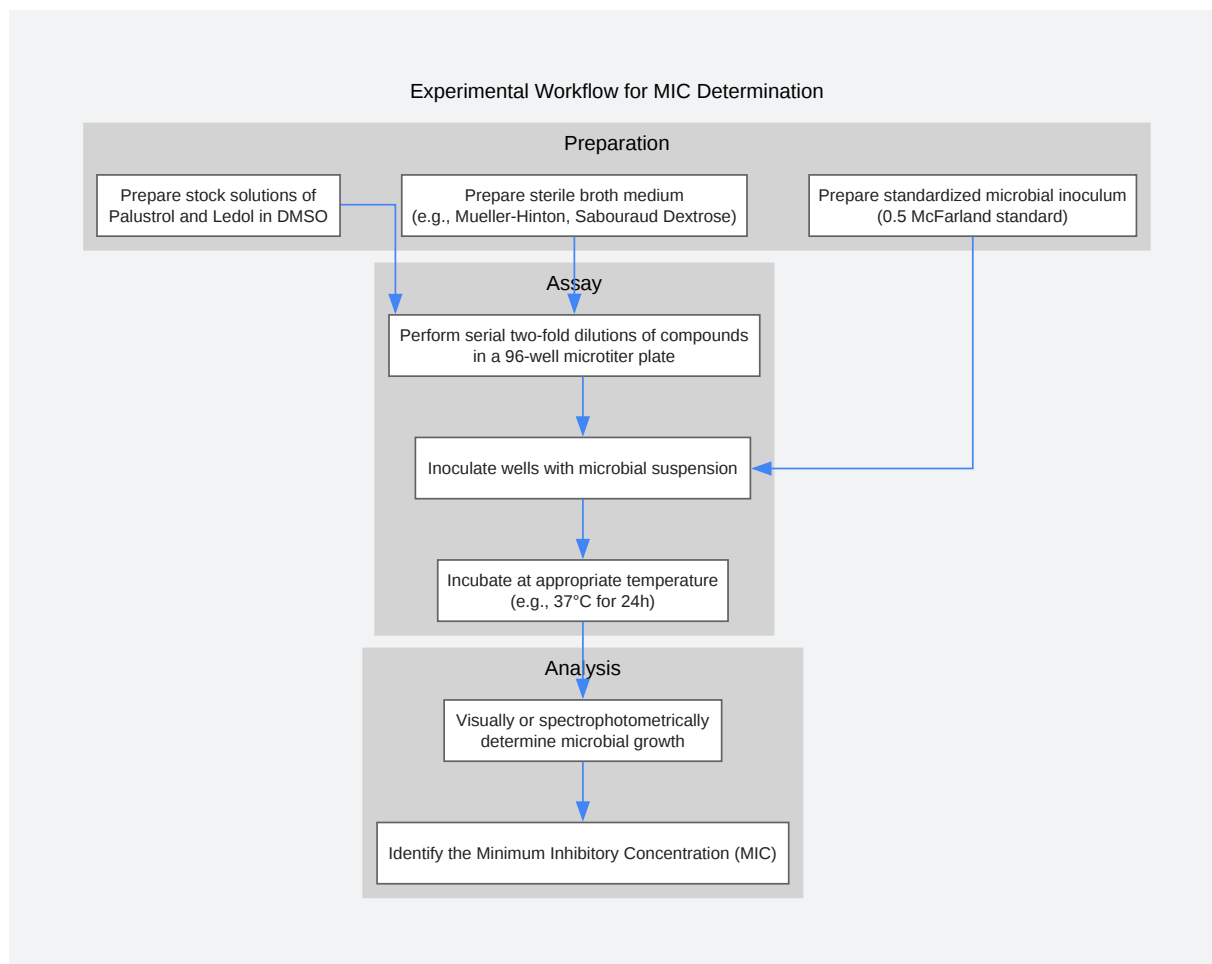 Experimental Workflow for MIC Determination
Preparation
Prepare stock solutions of
Palustrol and Ledol in DMSO
Prepare sterile broth medium
(e.g., Mueller-Hinton, Sabouraud Dextrose)
Prepare standardized microbial inoculum
(0.5 McFarland standard)
Assay
Perform serial two-fold dilutions of compounds
in a 96-well microtiter plate
Inoculate wells with microbial suspension
Incubate at appropriate temperature
(e.g., 37°C for 24h)
Analysis
Visually or spectrophotometrically
determine microbial growth
Identify the Minimum Inhibitory Concentration (MIC)